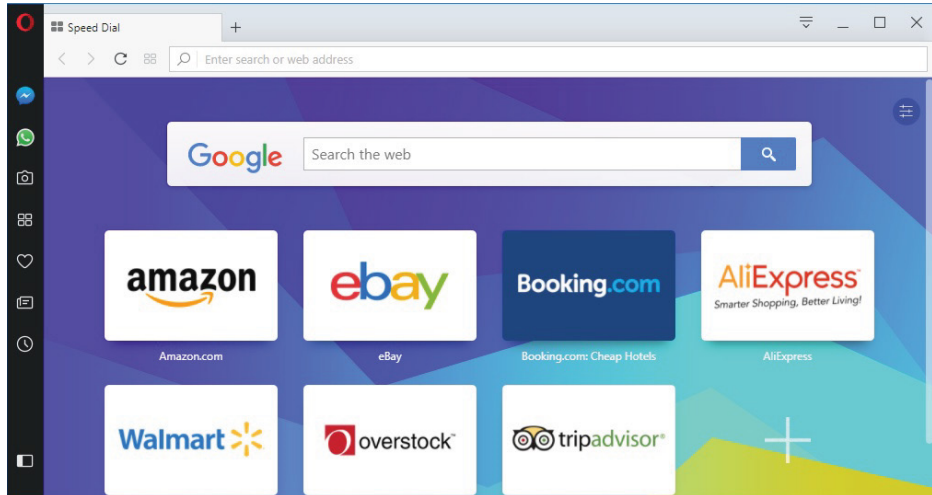 Speed Dial
Enter search or web address
Google Search the web
amazon
ebay
Booking.com
AliExpress
Smarter Shopping, Better Living!
Amazon.com
eBay
Booking.com: Cheap Hotels
AliExpress
Walmart
overstock™
tripadvisor®